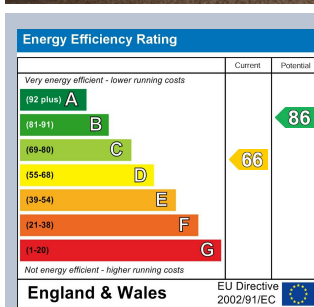 Energy Efficiency Rating
Current Potential
Very energy efficient - lower running costs
(92 plus) A
(81-91) B
86
(69-80) C
66
(55-68) D
(39-54) E
(21-38) F
(1-20) G
Not energy efficient - higher running costs
England & Wales
EU Directive
2002/91/EC